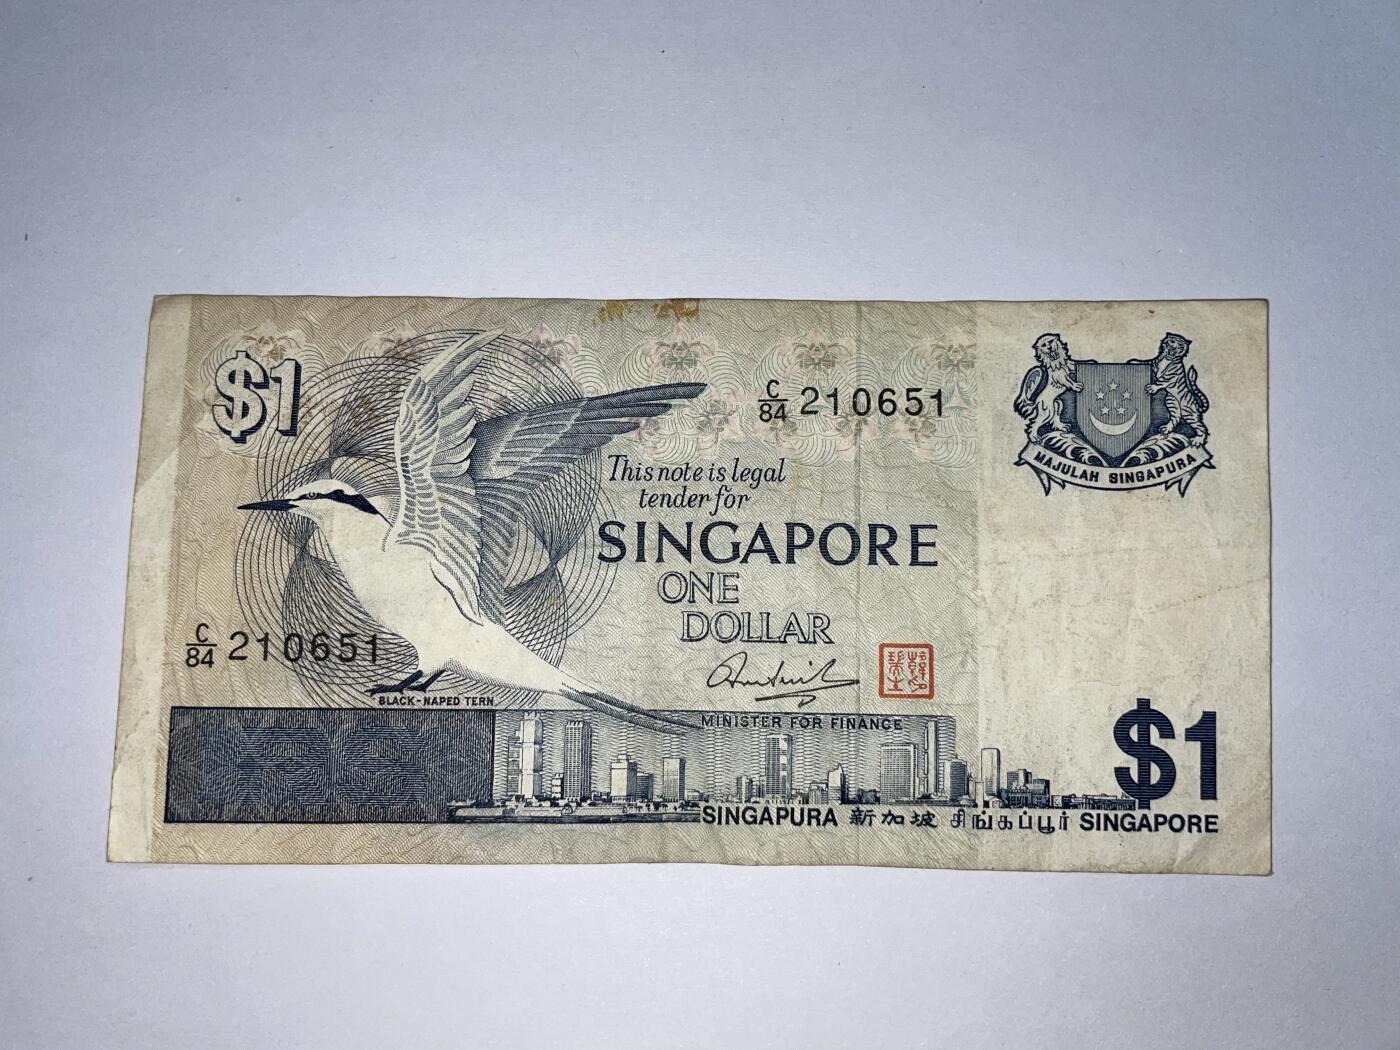 $1
C/84 210651
MAJULAH SINGAPURA
This note is legal
tender for
SINGAPORE
ONE
DOLLAR
C/84 210651
BLACK-NAPED TERN
MINISTER FOR FINANCE
$1
SINGAPURA 新加坡 சிங்கப்பூர் SINGAPORE